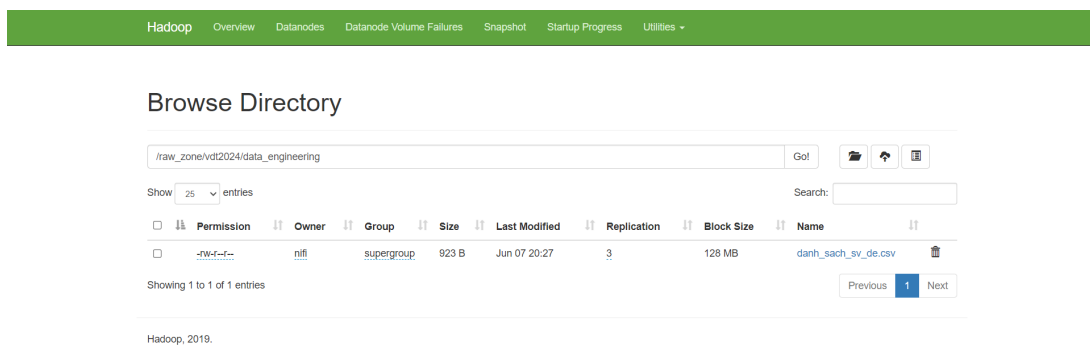 Hadoop Overview Datanodes Datanode Volume Failures Snapshot Startup Progress Utilities
Browse Directory
/raw_zone/vdt2024/data_engineering Go!
Show 25 entries Search:
Permission Owner Group Size Last Modified Replication Block Size Name
-rw-r--r-- nifi supergroup 923 B Jun 07 20:27 3 128 MB danh_sach_sv_de.csv
Showing 1 to 1 of 1 entries Previous 1 Next
Hadoop, 2019.